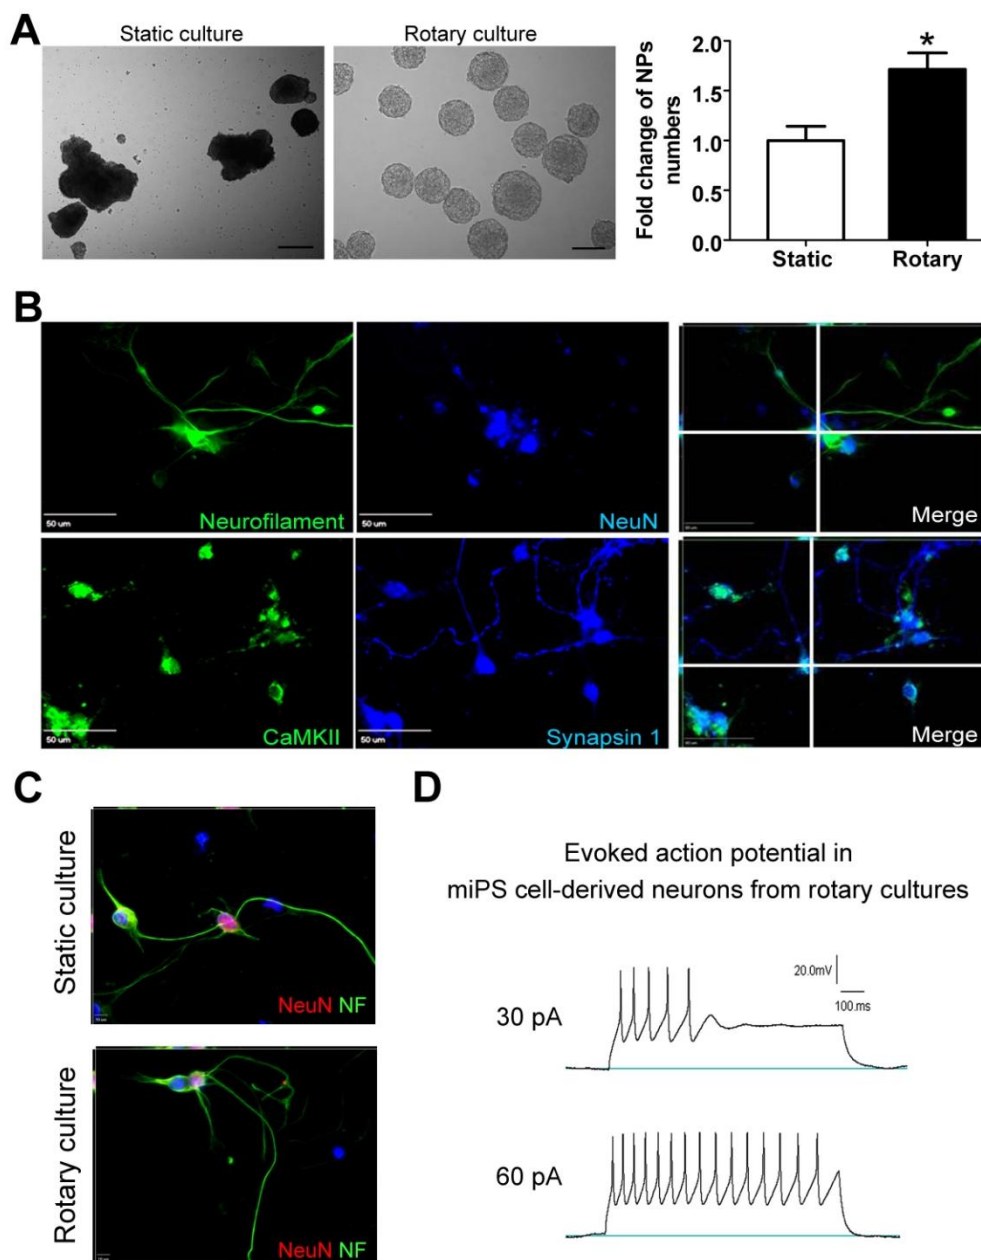 A
Static culture
Rotary culture
Fold change of NPs
numbers
2.0
1.5
1.0
0.5
0.0
*
Static
Rotary
B
50 um
Neurofilament
50 um
NeuN
Merge
50 um
CaMKII
50 um
Synapsin 1
Merge
C
Static culture
NeuN NF
Rotary culture
NeuN NF
D
Evoked action potential in
miPS cell-derived neurons from rotary cultures
20.0mV
100 ms
30 pA
60 pA